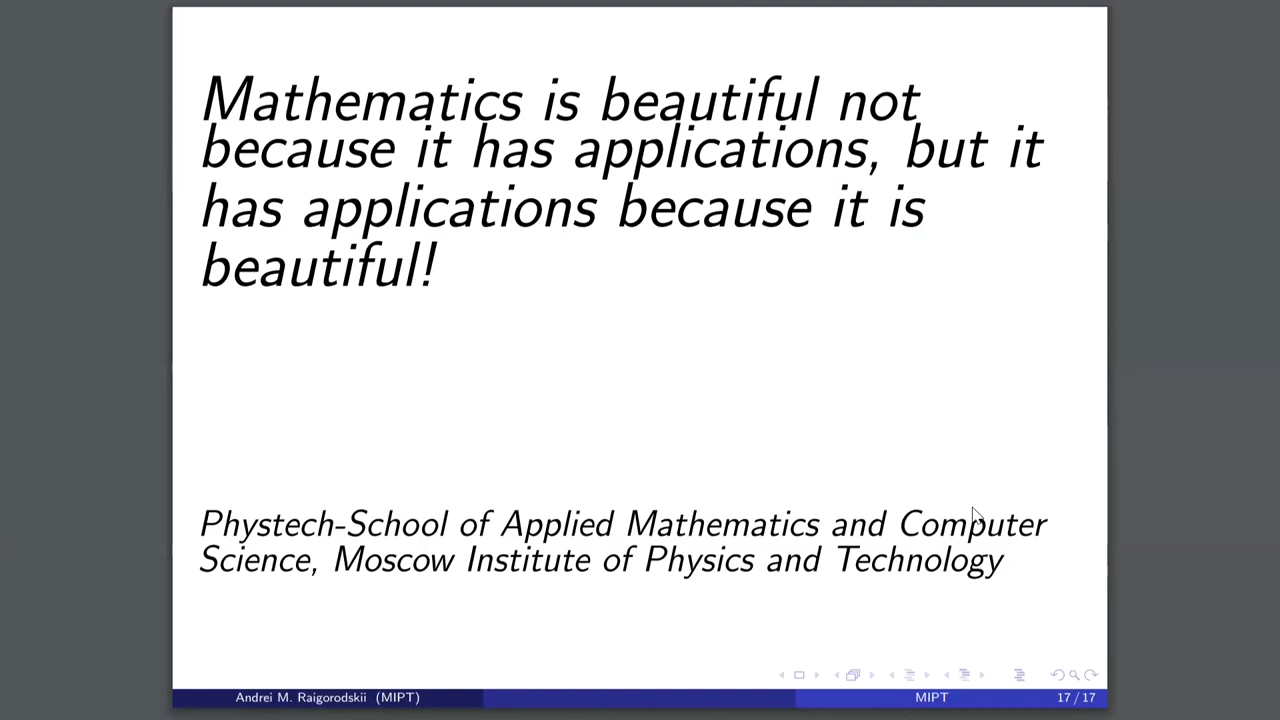 Mathematics is beautiful not
because it has applications, but it
has applications because it is
beautiful!
Phystech-School of Applied Mathematics and Computer
Science, Moscow Institute of Physics and Technology
Andrei M. Raigorodskii (MIPT)
MIPT
17 / 17